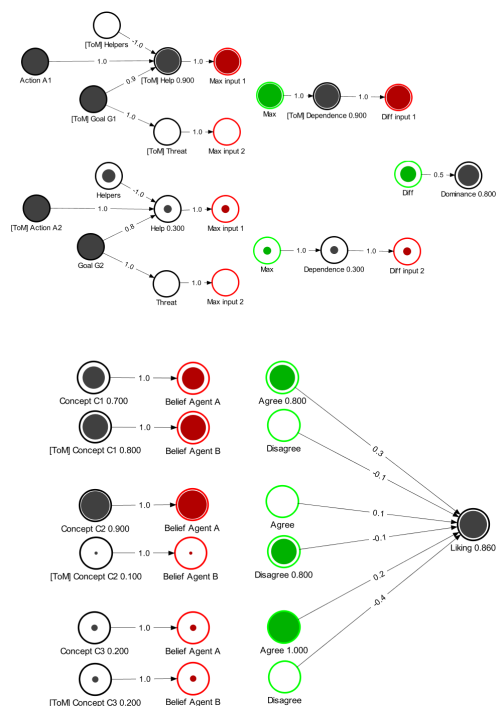 [ToM] Helpers
-1.0
Action A1
1.0
[ToM] Help 0.900
1.0
Max input 1
0.9
[ToM] Goal G1
1.0
[ToM] Threat
1.0
Max input 2
Max
1.0
[ToM] Dependence 0.900
1.0
Diff input 1
Diff
0.5
Dominance 0.800
Helpers
-1.0
[ToM] Action A2
1.0
Help 0.300
1.0
Max input 1
0.8
Goal G2
1.0
Threat
1.0
Max input 2
Max
1.0
Dependence 0.300
1.0
Diff input 2
Concept C1 0.700
1.0
Belief Agent A
Agree 0.800
0.3
[ToM] Concept C1 0.800
1.0
Belief Agent B
Disagree
-0.1
Concept C2 0.900
1.0
Belief Agent A
Agree
0.1
[ToM] Concept C2 0.100
1.0
Belief Agent B
Disagree 0.800
-0.1
Liking 0.860
Concept C3 0.200
1.0
Belief Agent A
Agree 1.000
0.2
[ToM] Concept C3 0.200
1.0
Belief Agent B
Disagree
-0.4